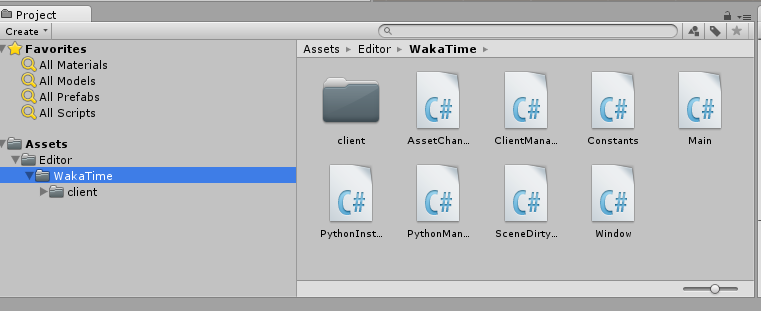 Project
Create
Favorites
All Materials
All Models
All Prefabs
All Scripts
Assets
Editor
WakaTime
client
Assets Editor WakaTime
client
C# AssetChan...
C# ClientMana...
C# Constants
C# Main
C# PythonInst...
C# PythonMan...
C# SceneDirty...
C# Window